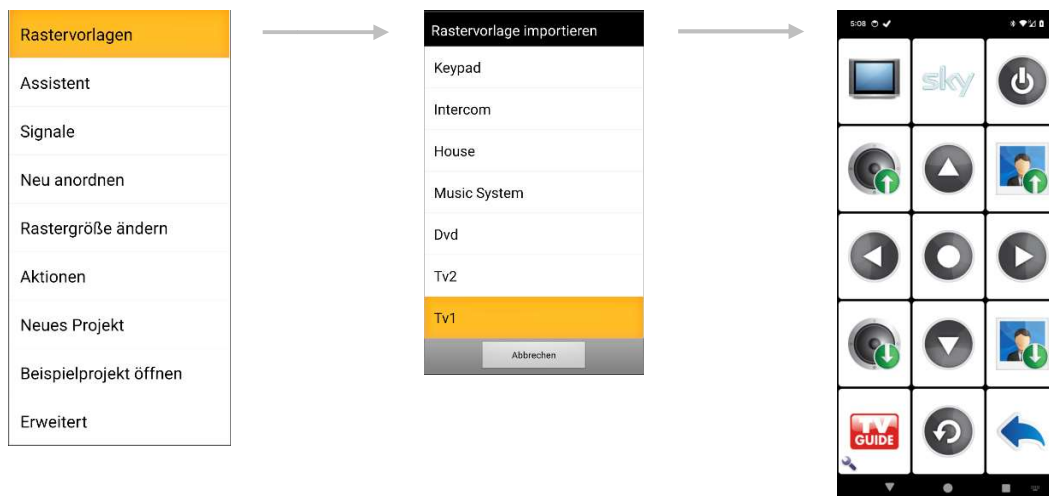 Rastervorlagen
Assistent
Signale
Neu anordnen
Rastergröße ändern
Aktionen
Neues Projekt
Beispielprojekt öffnen
Erweitert
Rastervorlage importieren
Keypad
Intercom
House
Music System
Dvd
Tv2
Tv1
Abbrechen
5:08
sky
TV
GUIDE